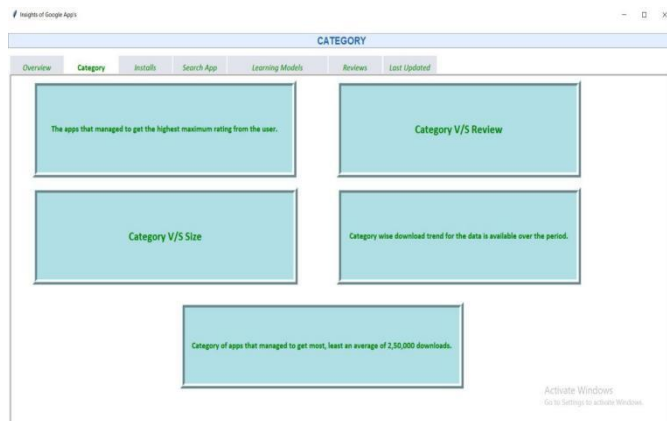 Insights of Google App's
CATEGORY
Overview Category Installs Search App Learning Models Reviews Last Updated
The apps that managed to get the highest maximum rating from the user.
Category V/S Review
Category V/S Size
Category wise download trend for the data is available over the period.
Category of apps that managed to get most, least an average of 2,50,000 downloads.
Activate Windows
Go to Settings to activate Windows.